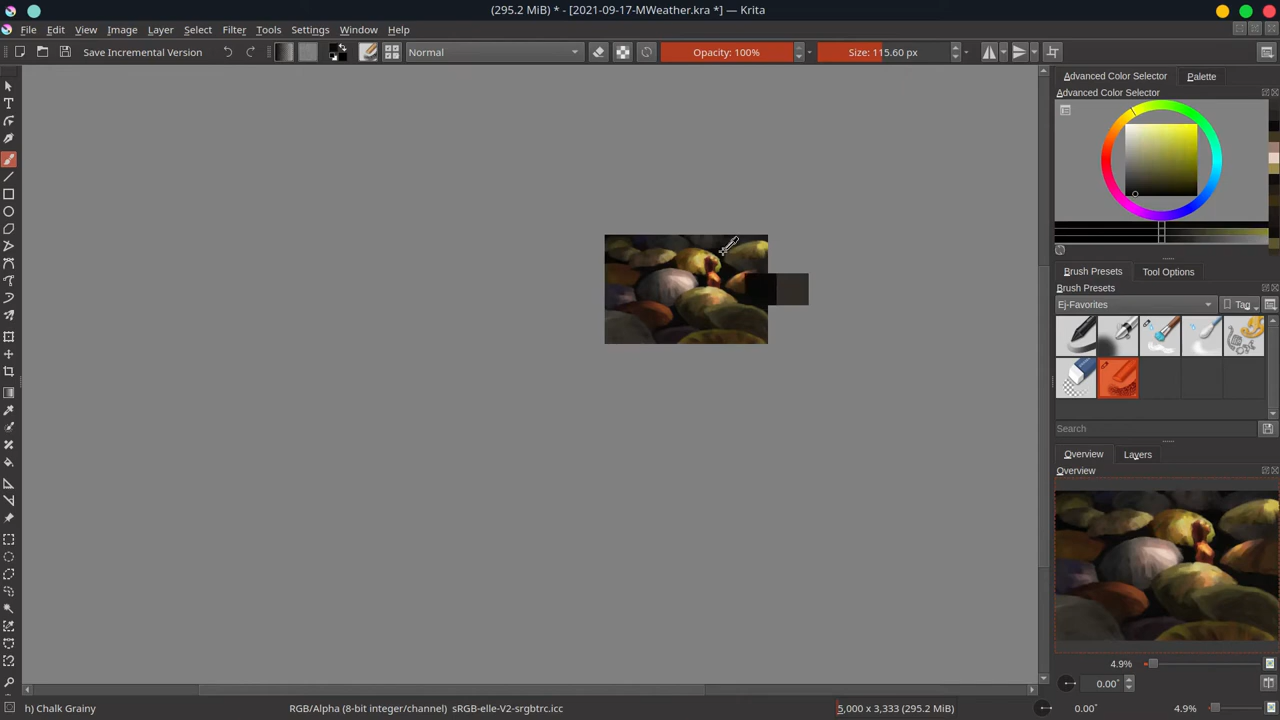 (295.2 MiB) * - [2021-09-17-MWeather.kra *] — Krita
File Edit View Image Layer Select Filter Tools Settings Window Help
Save Incremental Version Normal Opacity: 100% Size: 115.60 px
Advanced Color Selector Palette
Advanced Color Selector
Brush Presets Tool Options
Brush Presets
Ej-Favorites Tag
Search
Overview Layers
Overview
4.9%
0.00°
h) Chalk Grainy RGB/Alpha (8-bit integer/channel) sRGB-elle-V2-srgbtrc.icc 5,000 x 3,333 (295.2 MiB) 0.00° 4.9%